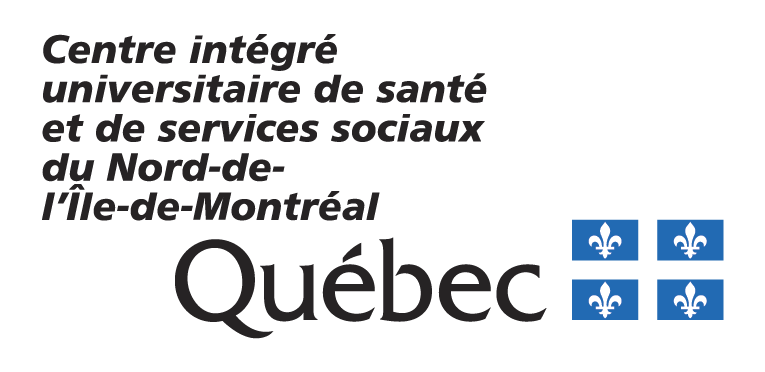 Centre intégré
universitaire de santé
et de services sociaux
du Nord-de-
l’Île-de-Montréal
Québec